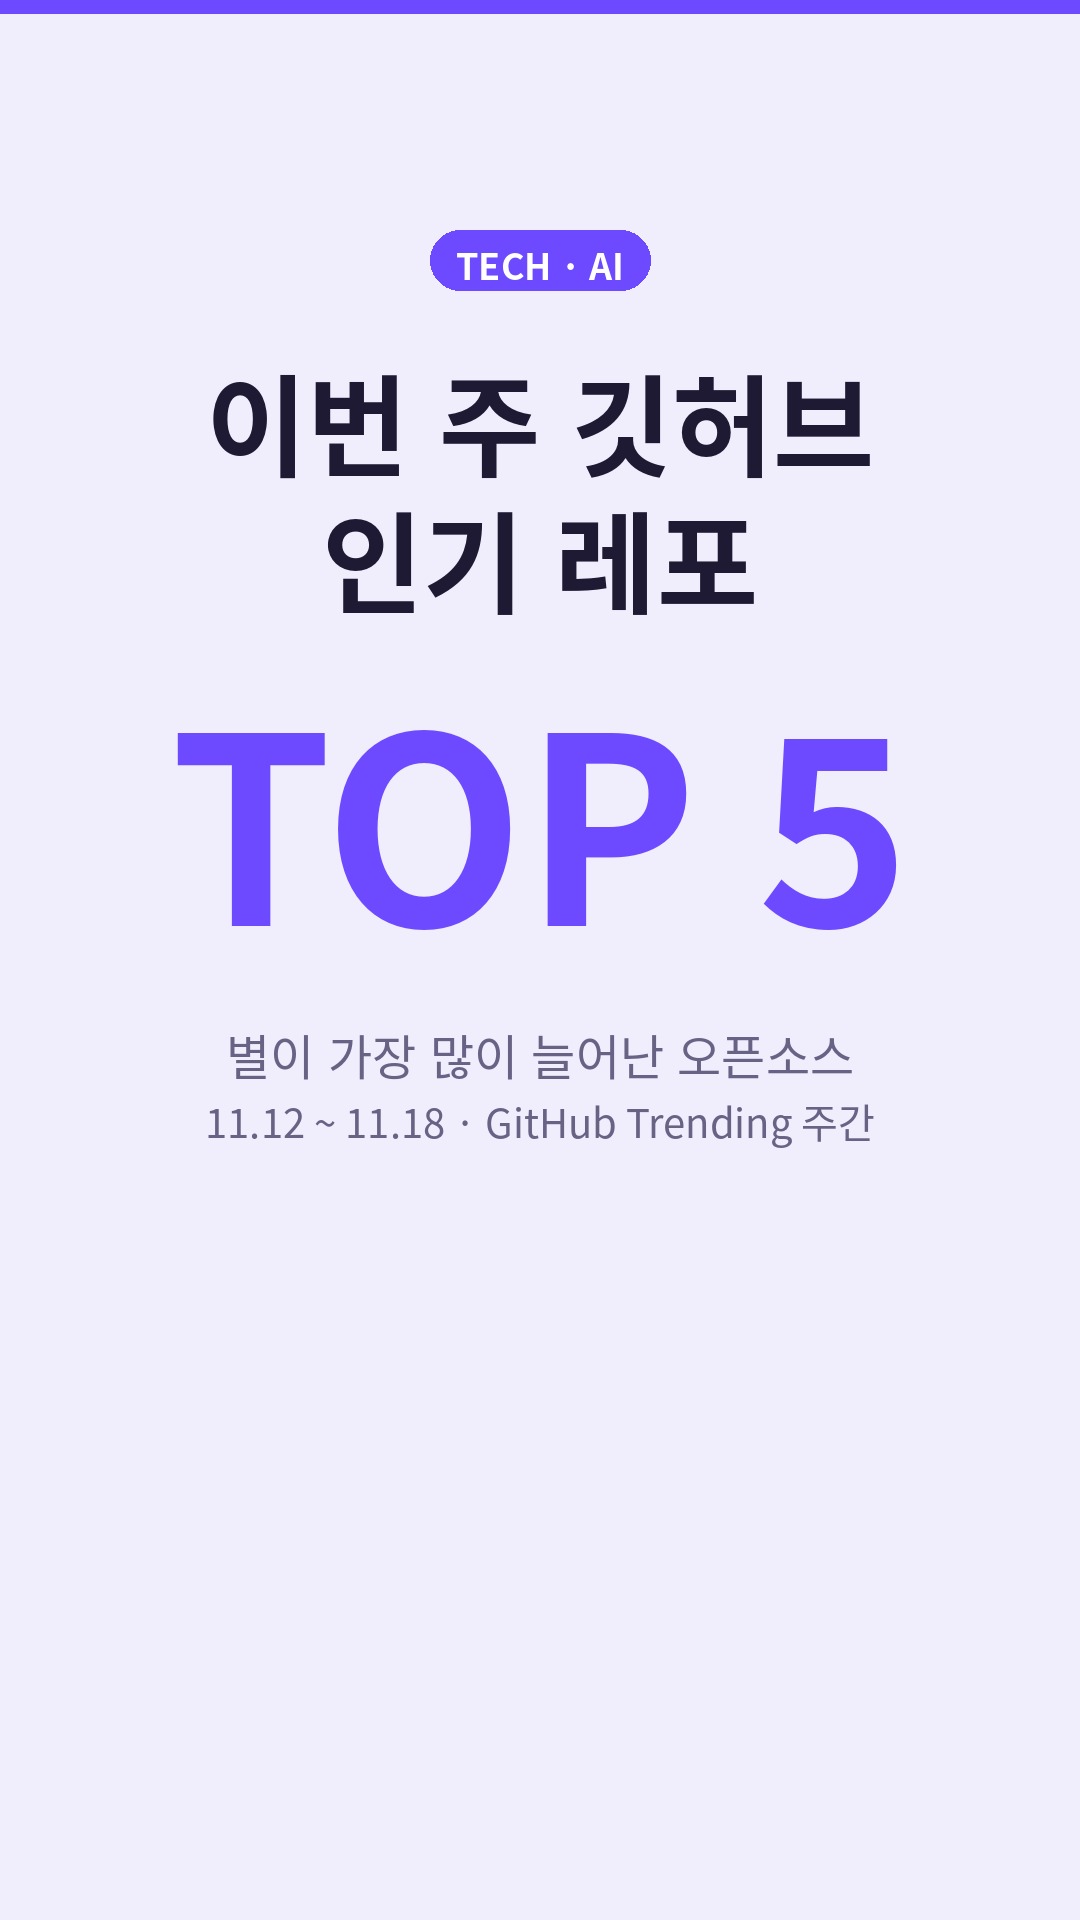 TECH · AI
이번 주 깃허브
인기 레포
TOP 5
별이 가장 많이 늘어난 오픈소스
11.12 ~ 11.18 · GitHub Trending 주간